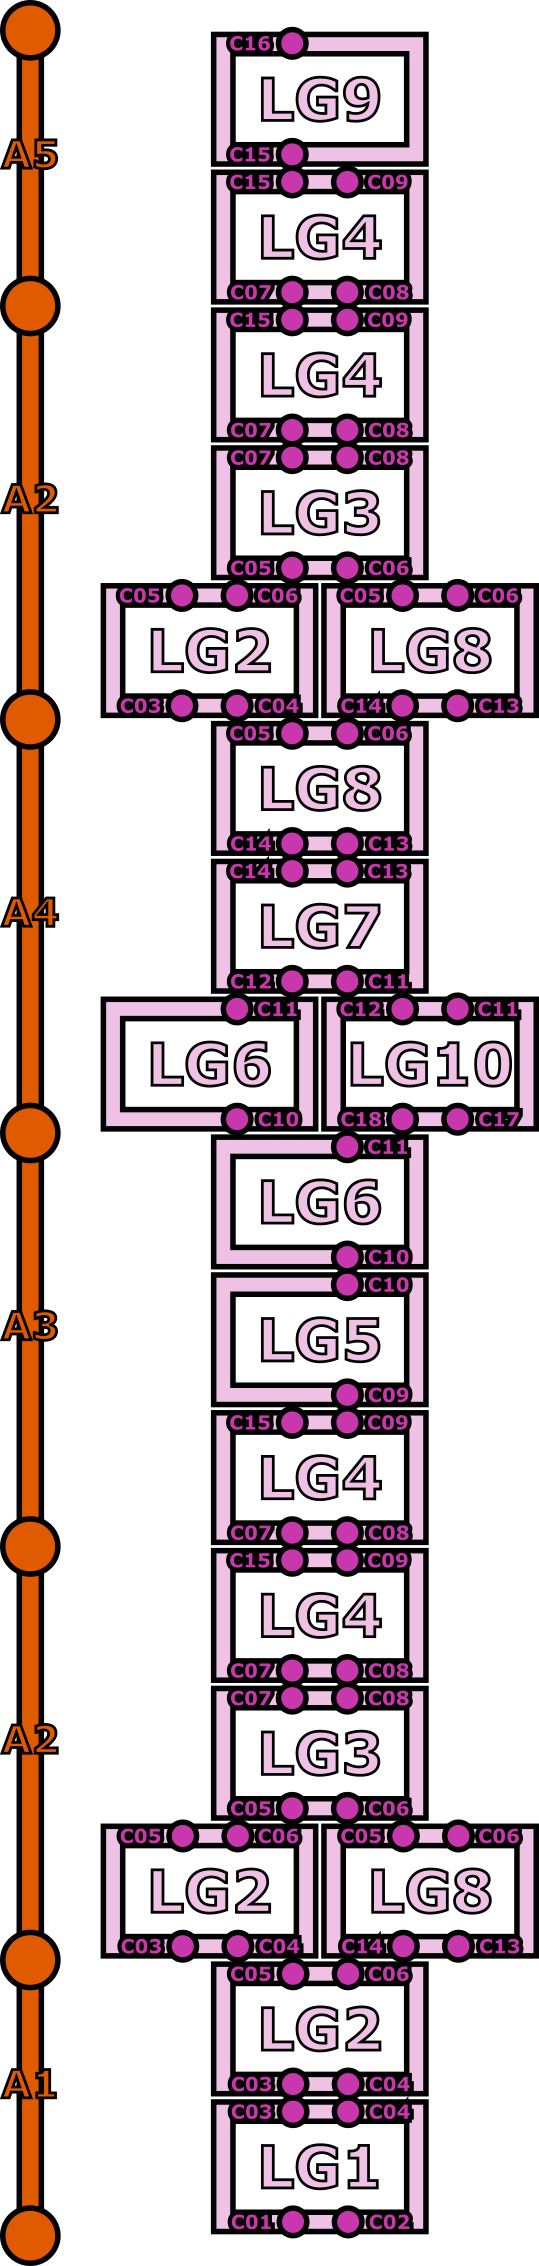 C16
LG9
A5
C15
C15 C09
LG4
C07 C08
C15 C09
LG4
C07 C08
C07 C08
A2
LG3
C05 C06
C05 C06 C05 C06
LG2 LG8
C03 C04 C14 C13
C05 C06
LG8
C14 C13
C14 C13
A4
LG7
C12 C11
C11 C12 C11
LG6 LG10
C10 C18 C17
C11
LG6
C10
C10
A3
LG5
C09
C15 C09
LG4
C07 C08
C15 C09
LG4
C07 C08
C07 C08
A2
LG3
C05 C06
C05 C06 C05 C06
LG2 LG8
C03 C04 C14 C13
C05 C06
LG2
A1
C03 C04
C03 C04
LG1
C01 C02